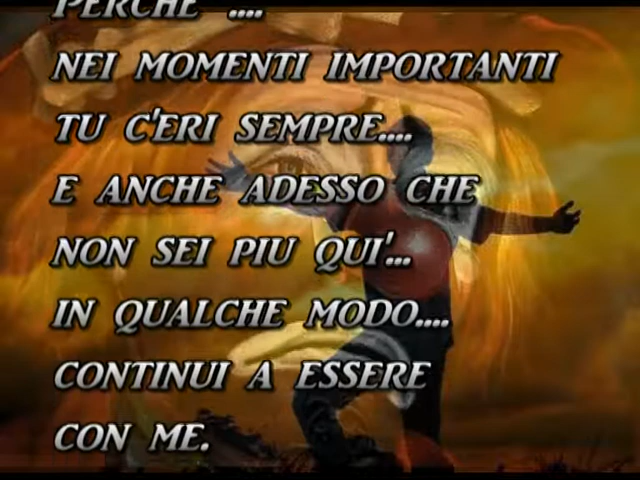 PERCHE' ....
NEI MOMENTI IMPORTANTI
TU C'ERI SEMPRE....
E ANCHE ADESSO CHE
NON SEI PIU QUI'...
IN QUALCHE MODO....
CONTINUI A ESSERE
CON ME.